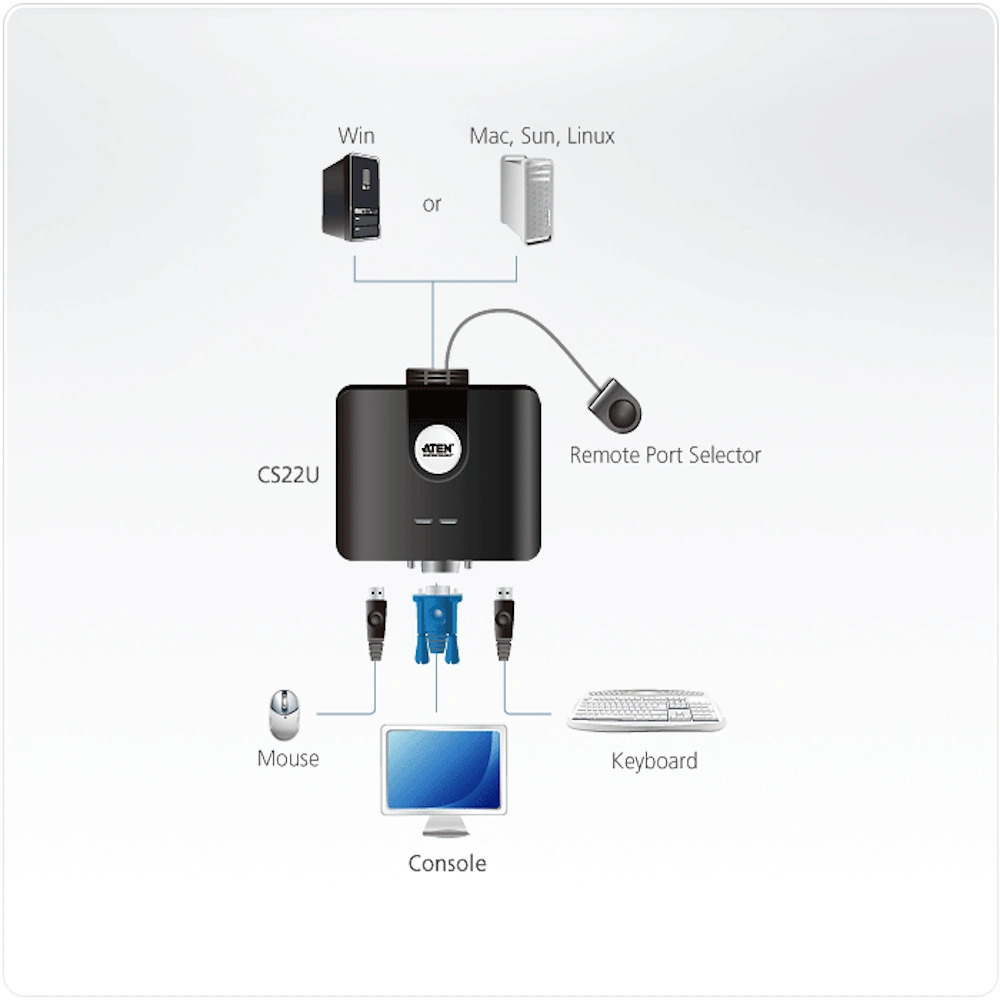 Win
Mac, Sun, Linux
or
ATEN
Remote Port Selector
CS22U
Mouse
Keyboard
Console